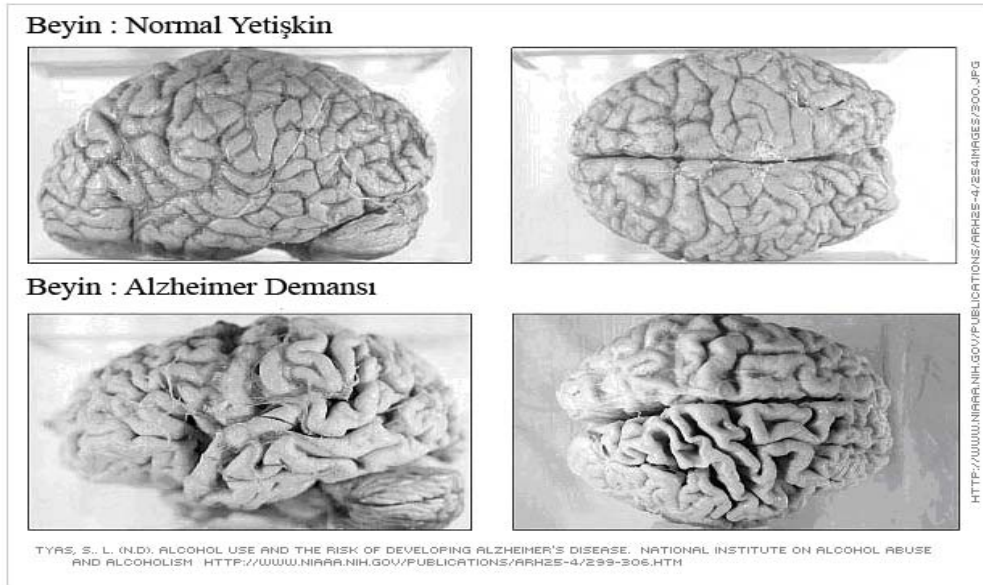 Beyin : Normal Yetişkin
Beyin : Alzheimer Demansı
HTTP://WWW.NIAAA.NIH.GOV/PUBLICATIONS/ARH25-4/254IMAGES/300.JPG
TYAS, S.. L. (N.D). ALCOHOL USE AND THE RISK OF DEVELOPING ALZHEIMER'S DISEASE. NATIONAL INSTITUTE ON ALCOHOL ABUSE
AND ALCOHOLISM HTTP://WWW.NIAAA.NIH.GOV/PUBLICATIONS/ARH25-4/299-306.HTM